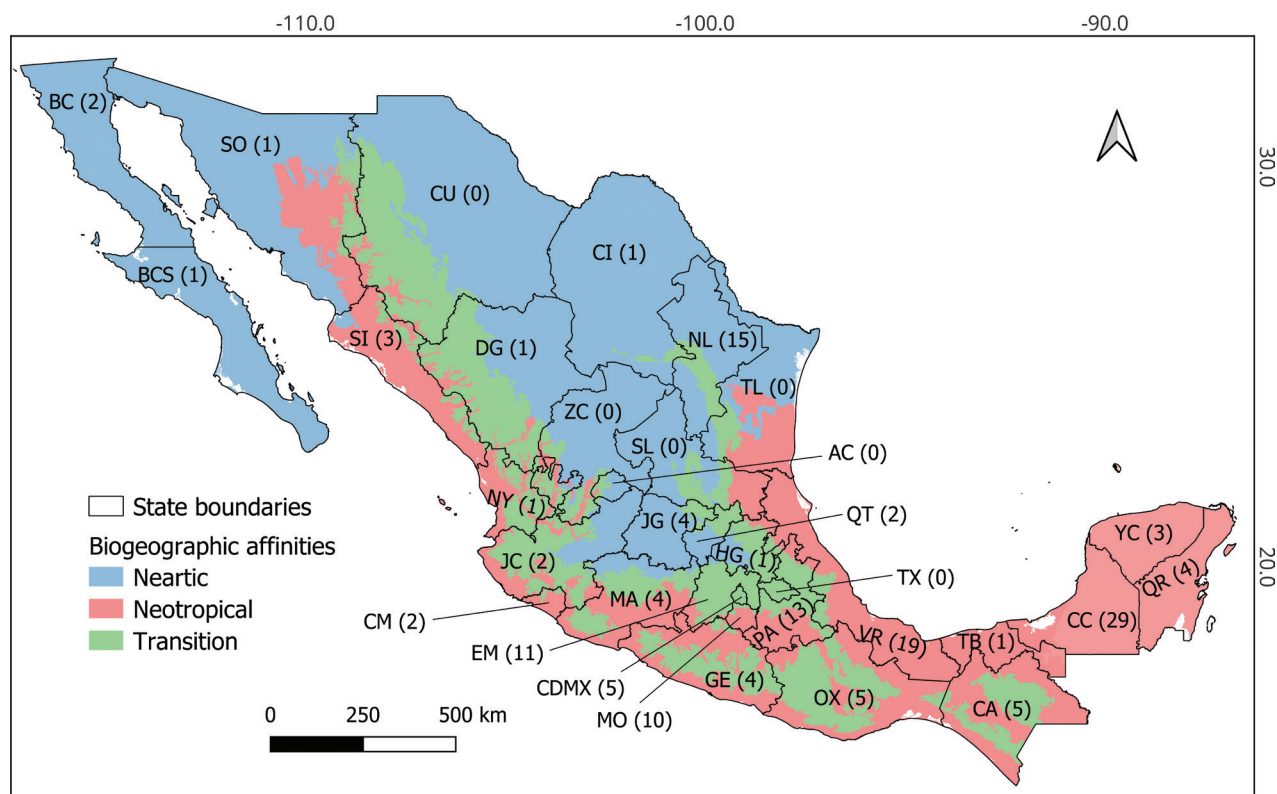 -110.0
-100.0
-90.0
30.0
20.0
BC (2)
SO (1)
CU (0)
BCS (1)
CI (1)
SI (3)
DG (1)
NL (15)
TL (0)
ZC (0)
SL (0)
AC (0)
NY (1)
JG (4)
QT (2)
JC (2)
HG (1)
TX (0)
YC (3)
QR (4)
CM (2)
MA (4)
PA (13)
VR (19)
TB (1)
CC (29)
EM (11)
CDMX (5)
GE (4)
MO (10)
OX (5)
CA (5)
State boundaries
Biogeographic affinities
Neartic
Neotropical
Transition
0
250
500 km